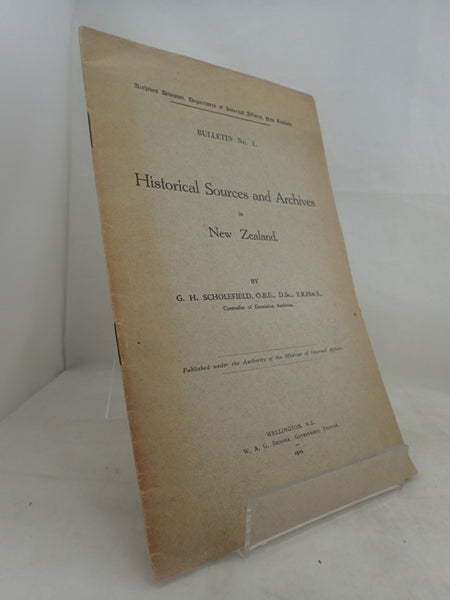 Archives Division, Department of Internal Affairs, New Zealand.
BULLETIN No. 1.
Historical Sources and Archives
in
New Zealand.
BY
G. H. SCHOLEFIELD, O.B.E., D.Sc., F.R.Hist.S.,
Controller of Dominion Archives.
Published under the Authority of the Minister of Internal Affairs.
WELLINGTON, N.Z.
W. A. G. Skinner, Government Printer.
1929.